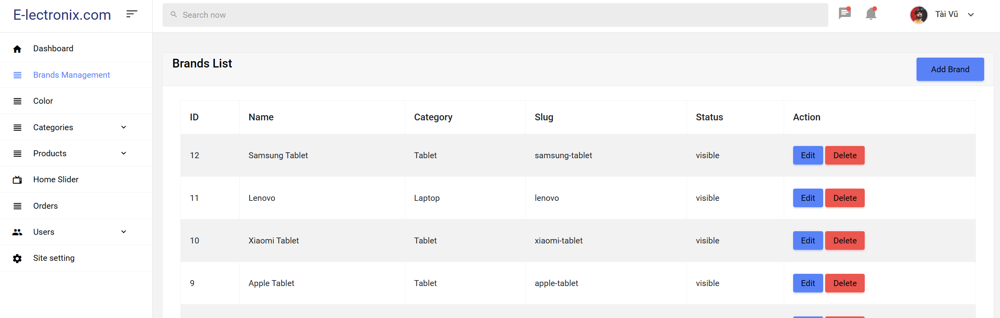 E-lectronix.com
Search now
Tài Vũ
Dashboard
Brands Management
Color
Categories
Products
Home Slider
Orders
Users
Site setting
Brands List
Add Brand
ID Name Category Slug Status Action
12 Samsung Tablet Tablet samsung-tablet visible Edit Delete
11 Lenovo Laptop lenovo visible Edit Delete
10 Xiaomi Tablet Tablet xiaomi-tablet visible Edit Delete
9 Apple Tablet Tablet apple-tablet visible Edit Delete